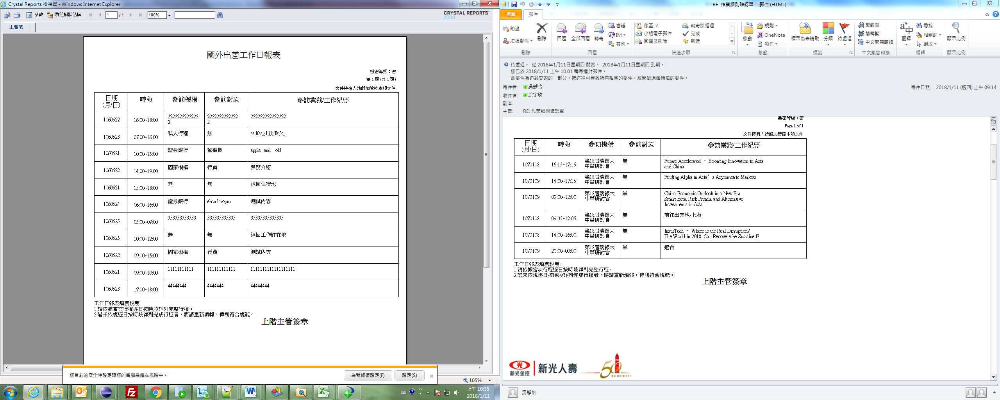 Crystal Reports 檢視器 - Windows Internet Explorer
參數
群組樹狀結構
1 / 1
100%
CRYSTAL REPORTS
2008
主報表
國外出差工作日報表
機密等級：密
第 1 頁 (共 1 頁)
文件持有人請嚴加管控本項文件
日期 (月/日) 時段 參訪機構 參訪對象 參訪業務/工作紀要
1060522 16:00~18:00 22222222222222 22222222222222 222222222222222
1060523 07:00~16:00 私人行程 無 asdfsagd j;lj;'lk;'k;;
1060521 10:00~15:00 證券銀行 董事長 apple and old
1060522 14:00~19:00 國家機構 行員 業務介紹
1060521 13:00~18:00 無 無 返回住宿地
1060524 06:00~16:00 證券銀行 ebcn l iropm 測試內容
1060525 05:00~09:00 333333333333 333333333333 33333333333333
1060525 10:00~12:00 無 無 返回工作駐在地
1060522 09:00~15:00 國家機構 行員 測試內容
1060521 09:00~10:00 11111111111 111111111111 1111111111111111111
1060523 17:00~18:00 44444444 4444444 44444444
工作日報表填寫說明:
1.請依據當次行程逐日按時段詳列完整行程。
2.若未依規逐日按時段詳列完成行程者，將請重新填報，俾利符合規範。
上階主管簽章
您目前的安全性設定讓您的電腦暴露在風險中。
為我修復設定(F)
設定(S)
105%
上午 10:35
2018/1/11
RE: 作業細則確認單 - 郵件 (HTML)
檔案 郵件
略過
垃圾郵件
刪除
刪除
回覆
全部回覆
轉寄
會議
IM
其他
回覆
移至: ?
小組電子郵件
回覆及刪除
轉寄給經理
完成
新建
快速步驟
移動
規則
OneNote
動作
移動
標示為未讀取
分類
待處理
標籤
繁轉簡
簡轉繁
中文繁簡轉換
中文繁簡轉換
翻譯
尋找
相關的
選取
編輯
顯示比例
顯示比例
待處理。 從 2018年1月11日星期四 開始。 2018年1月11日星期四 到期。
您已於 2018/1/11 上午 10:01 轉寄這封郵件。
此郵件為追蹤交談的一部分。按這裡可尋找所有相關的郵件，或開啟原始標幟的郵件。
寄件者: 吳靜怡
寄件日期: 2018/1/11 (週四) 上午 09:14
收件者: 涂宇欣
副本:
主旨: RE: 作業細則確認單
機密等級：密
Page 1 of 1
文件持有人請嚴加管控本項文件
日期 (月/日) 時段 參訪機構 參訪對象 參訪業務/工作紀要
1070108 16:15~17:15 第18屆瑞銀大中華研討會 無 Future Accelerated – Booming Innovation in Asia and China
1070109 14:00~17:15 第18屆瑞銀大中華研討會 無 Finding Alpha in Asia’s Asymmetric Markets
1070109 09:00~12:00 第18屆瑞銀大中華研討會 無 China Economic Outlook in a New Era
Smart Beta, Risk Premia and Alternative Investments in Asia
1070108 09:35~12:05 第18屆瑞銀大中華研討會 無 前往出差地-上海
1070108 14:00~16:00 第18屆瑞銀大中華研討會 無 InsurTech – Where is the Real Disruption?
The World in 2018: Can Recovery be Sustained?
1070109 20:00~00:00 第18屆瑞銀大中華研討會 無 返台
工作日報表填寫說明:
1.請依據當次行程逐日按時段詳列完整行程。
2.若未依規逐日按時段詳列完成行程者，將請重新填報，俾利符合規範。
上階主管簽章
新光金控
新光人壽
50
吳靜怡